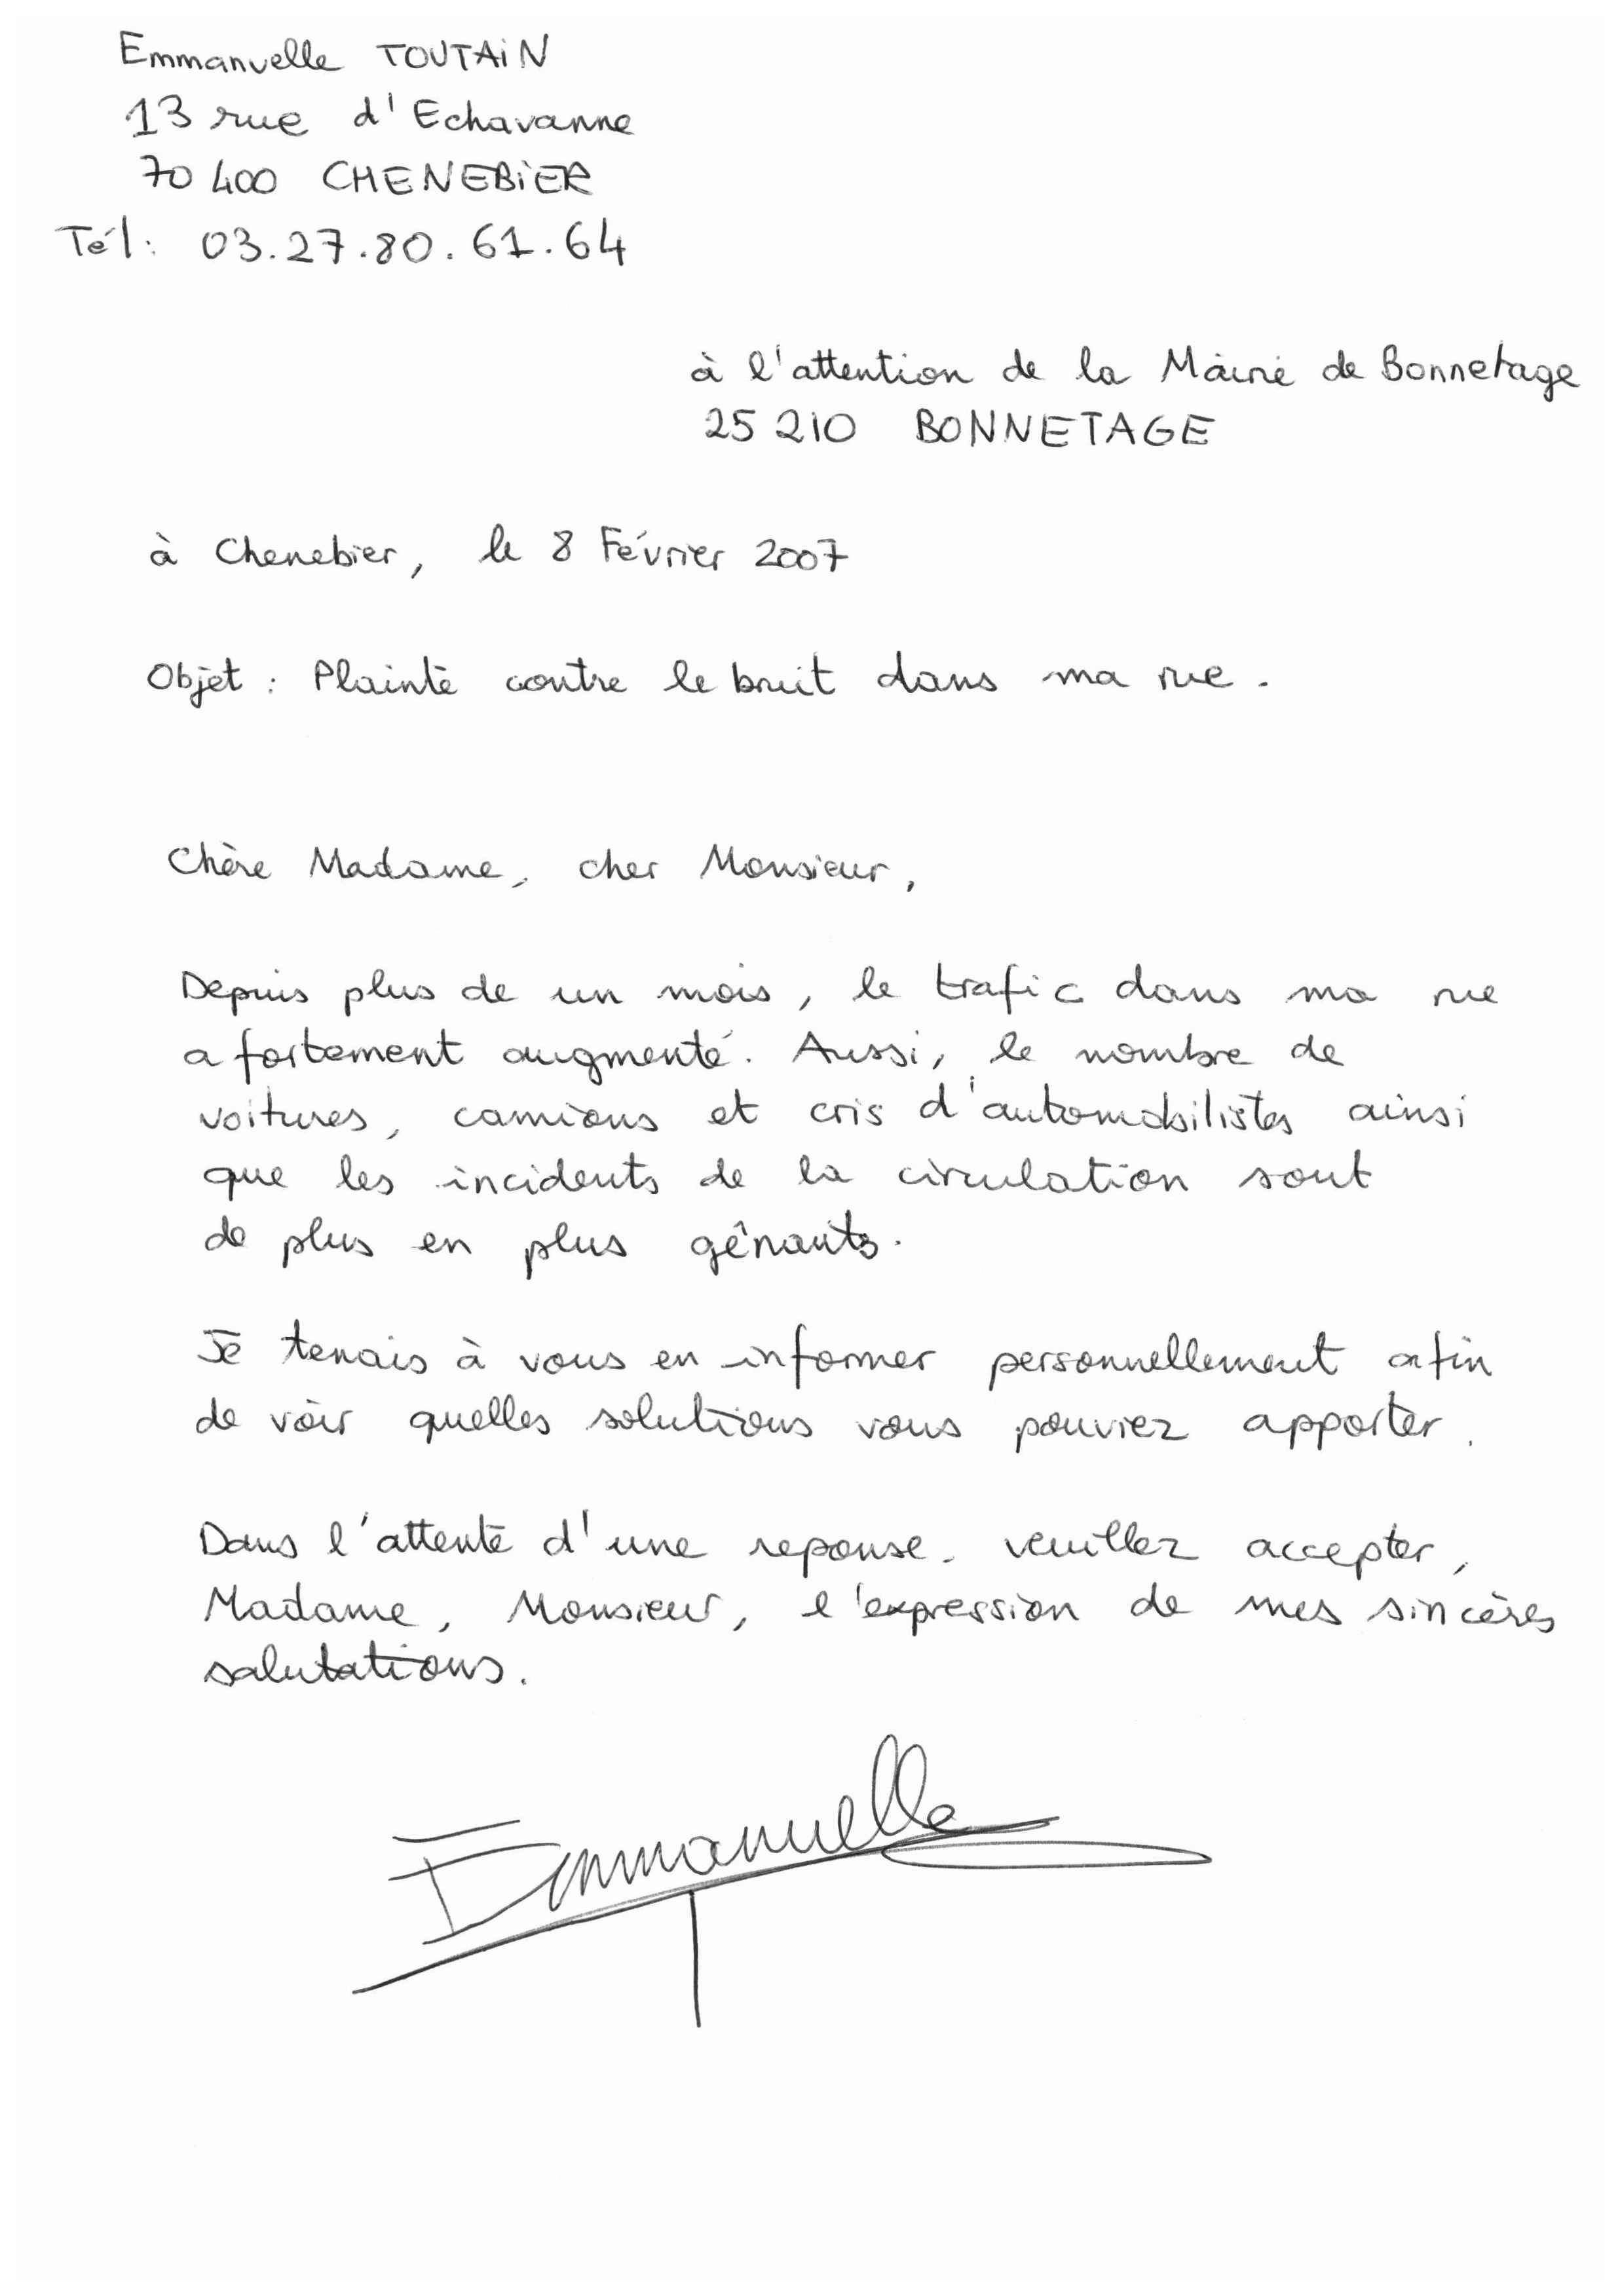 Emmanuelle TOUTAIN
13 rue d'Echavanne
70 400 CHENEBIER
Tél: 03.27.80.61.64
à l'attention de la Mairie de Bonnetage
25 210 BONNETAGE
à Chenebier, le 8 Février 2007
Objet : Plainte contre le bruit dans ma rue.
Chère Madame, cher Monsieur,
Depuis plus de un mois, le trafic dans ma rue
a fortement augmenté. Aussi, le nombre de
voitures, camions et cris d'automobilistes ainsi
que les incidents de la circulation sont
de plus en plus gênants.
Je tenais à vous en informer personnellement afin
de voir quelles solutions vous pouviez apporter.
Dans l'attente d'une reponse, veuillez accepter,
Madame, Monsieur, l'expression de mes sincères
salutations.
Emmanuelle